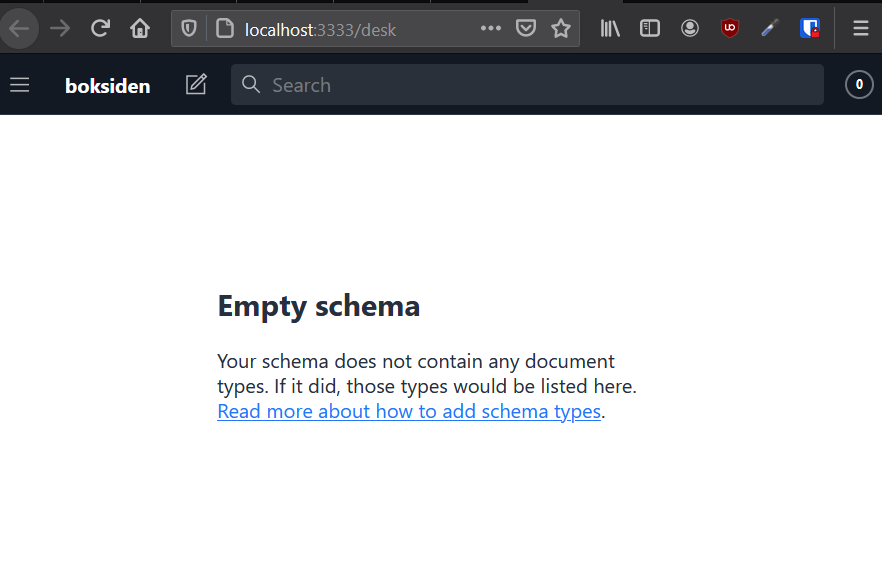 localhost:3333/desk
boksiden
Search
0
Empty schema
Your schema does not contain any document
types. If it did, those types would be listed here.
Read more about how to add schema types.